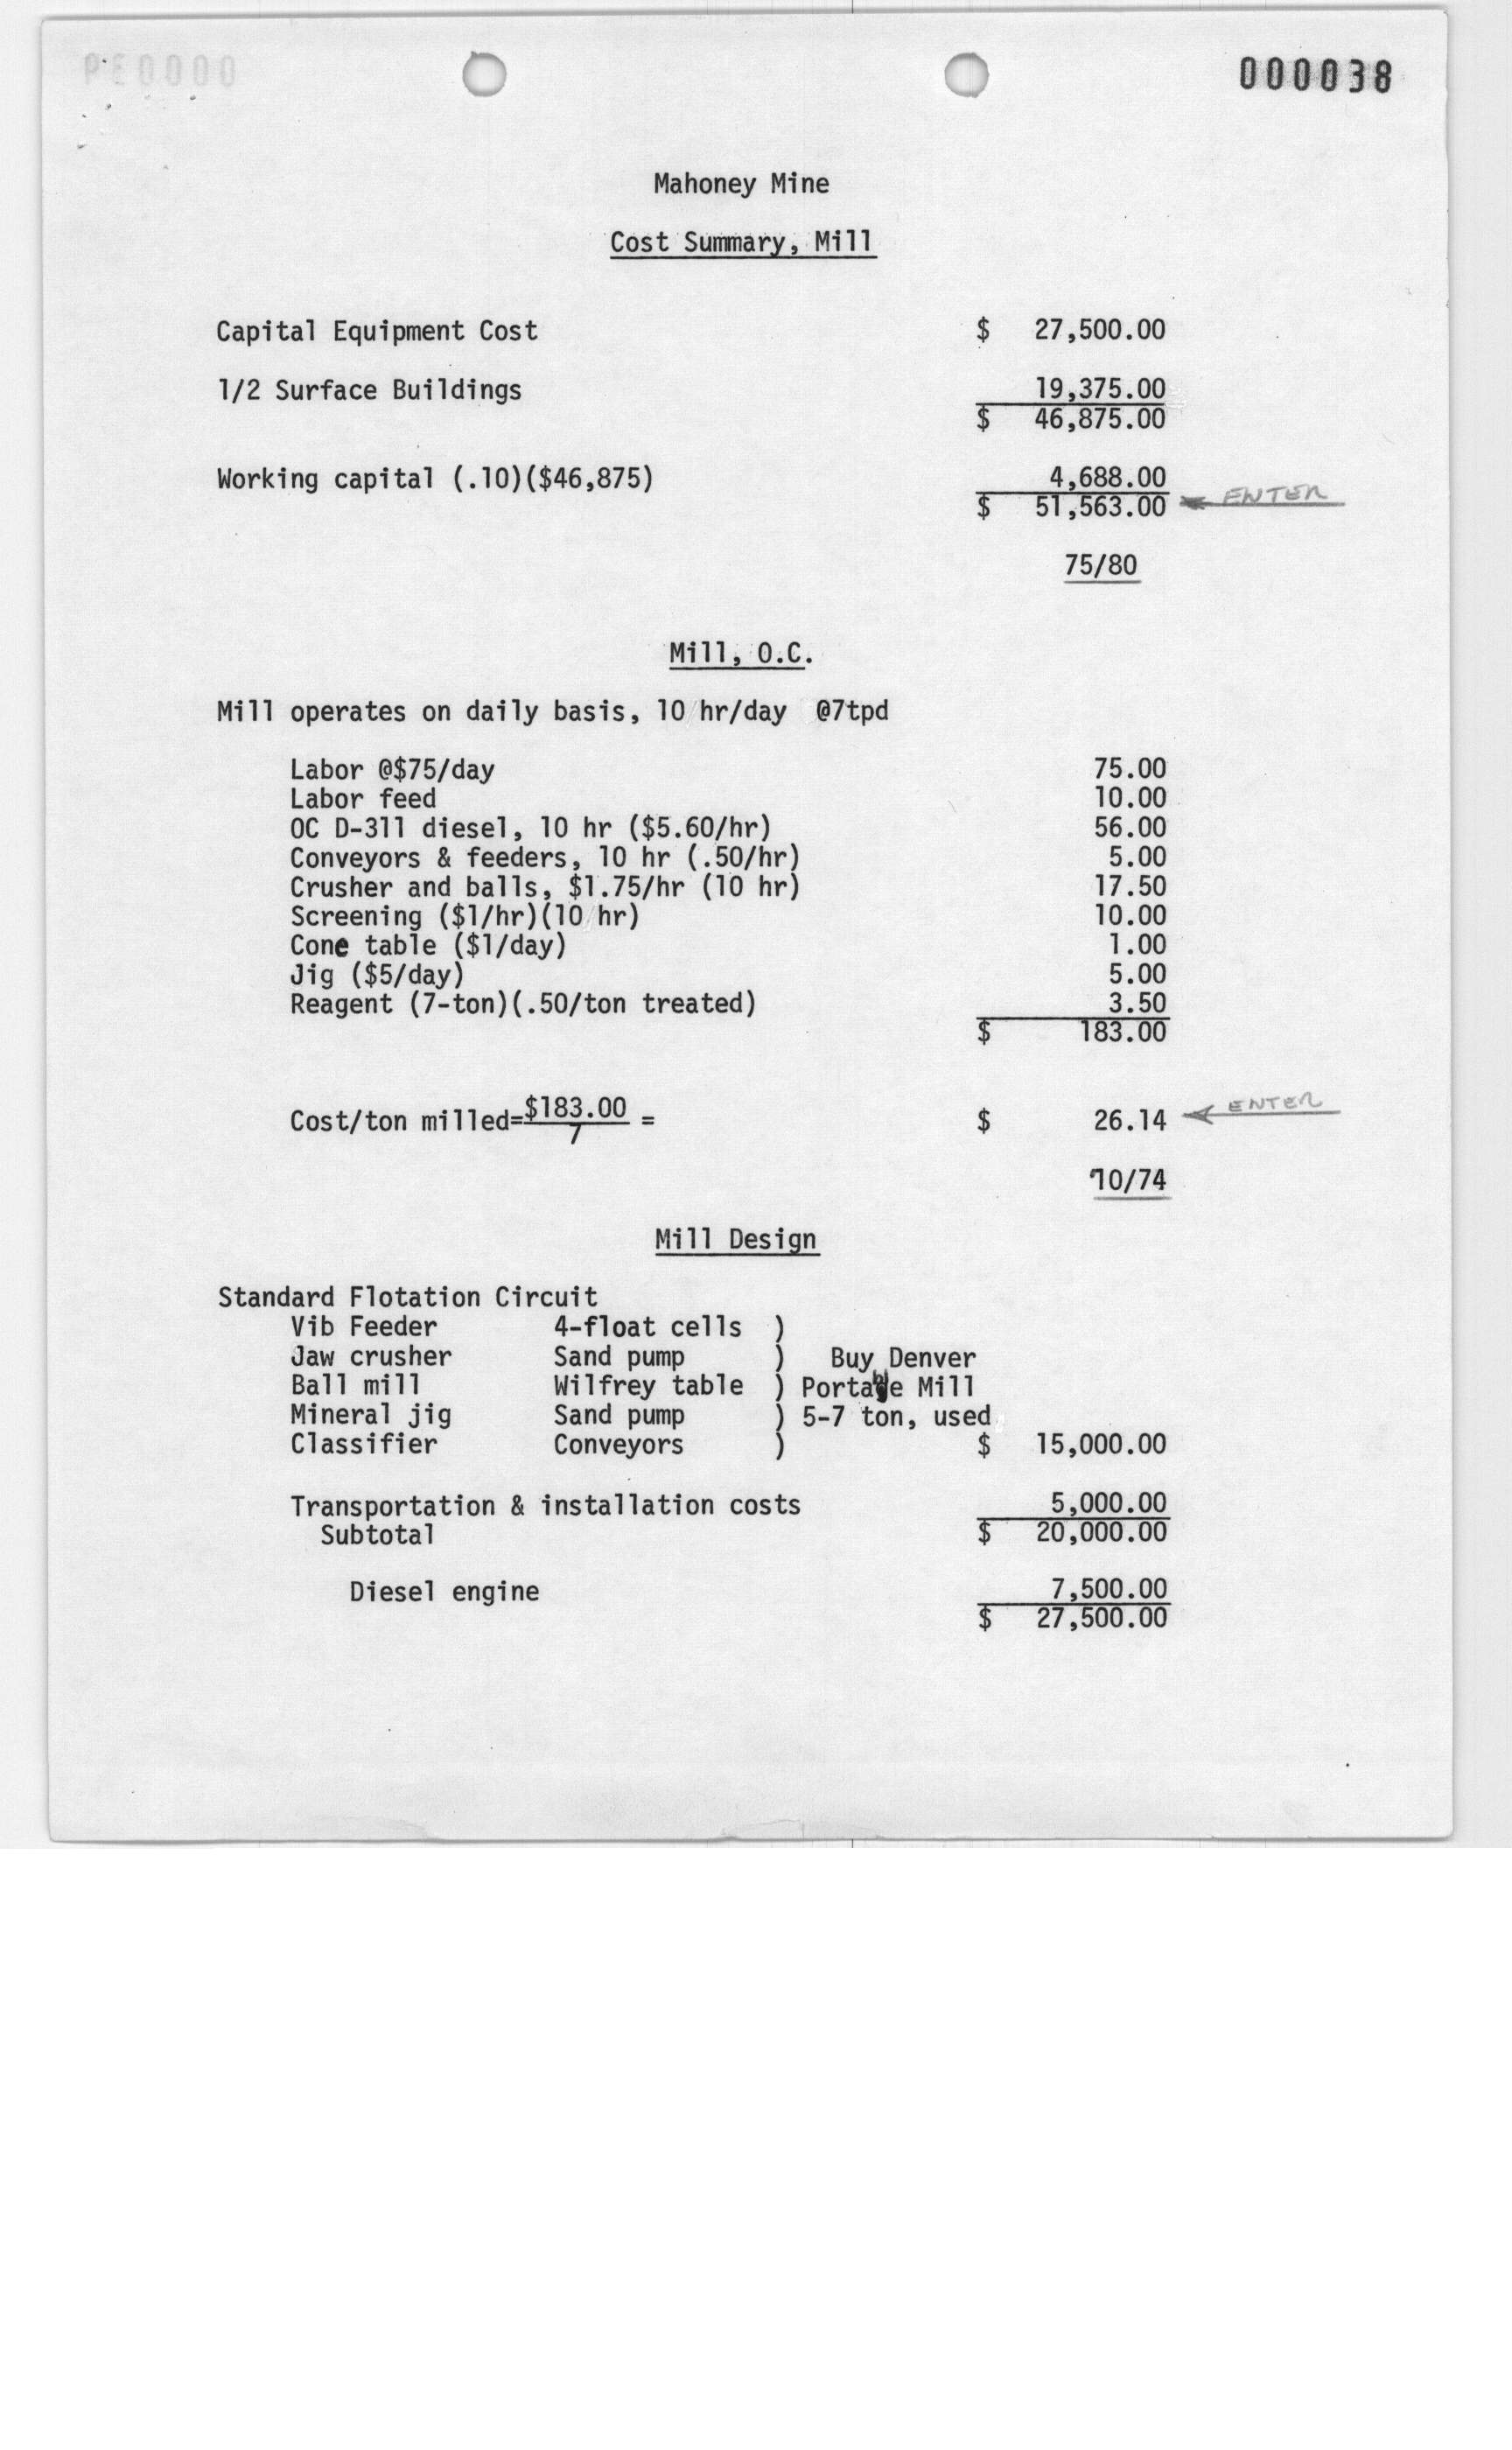 000038
Mahoney Mine
Cost Summary, Mill
Capital Equipment Cost $ 27,500.00
1/2 Surface Buildings 19,375.00
$ 46,875.00
Working capital (.10)($46,875) 4,688.00
$ 51,563.00 ENTER
75/80
Mill, O.C.
Mill operates on daily basis, 10 hr/day @7tpd
Labor @$75/day 75.00
Labor feed 10.00
OC D-311 diesel, 10 hr ($5.60/hr) 56.00
Conveyors & feeders, 10 hr (.50/hr) 5.00
Crusher and balls, $1.75/hr (10 hr) 17.50
Screening ($1/hr)(10 hr) 10.00
Cone table ($1/day) 1.00
Jig ($5/day) 5.00
Reagent (7-ton)(.50/ton treated) 3.50
$ 183.00
Cost/ton milled=$183.00/7 = $ 26.14 ENTER
10/74
Mill Design
Standard Flotation Circuit
Vib Feeder 4-float cells )
Jaw crusher Sand pump ) Buy Denver
Ball mill Wilfrey table ) Mill
Mineral jig Sand pump ) 5-7 ton, used
Classifier Conveyors ) $ 15,000.00
Transportation & installation costs 5,000.00
Subtotal $ 20,000.00
Diesel engine 7,500.00
$ 27,500.00